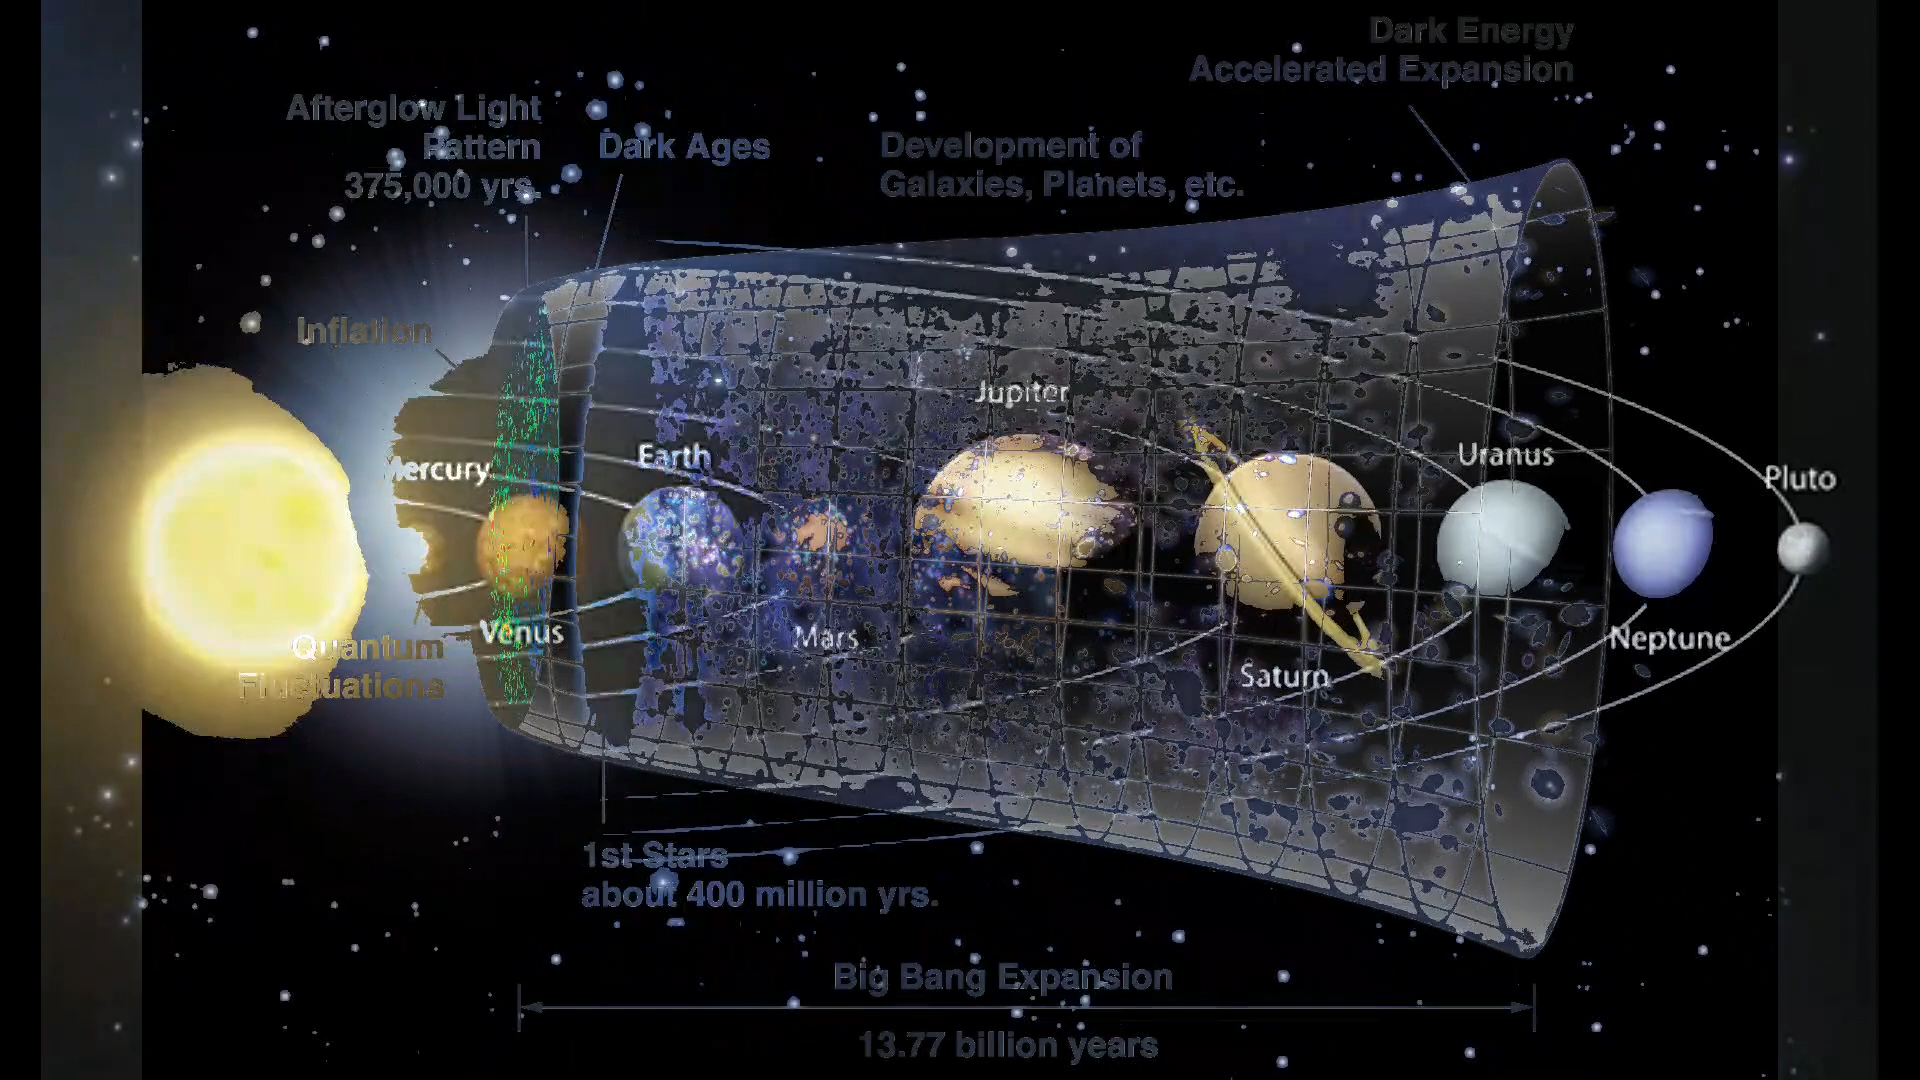 Dark Energy
Accelerated Expansion
Afterglow Light
Pattern
375,000 yrs.
Dark Ages
Development of
Galaxies, Planets, etc.
Inflation
Jupiter
Mercury
Earth
Uranus
Pluto
Quantum
Fluctuations
Venus
Mars
Saturn
Neptune
1st Stars
about 400 million yrs.
Big Bang Expansion
13.77 billion years